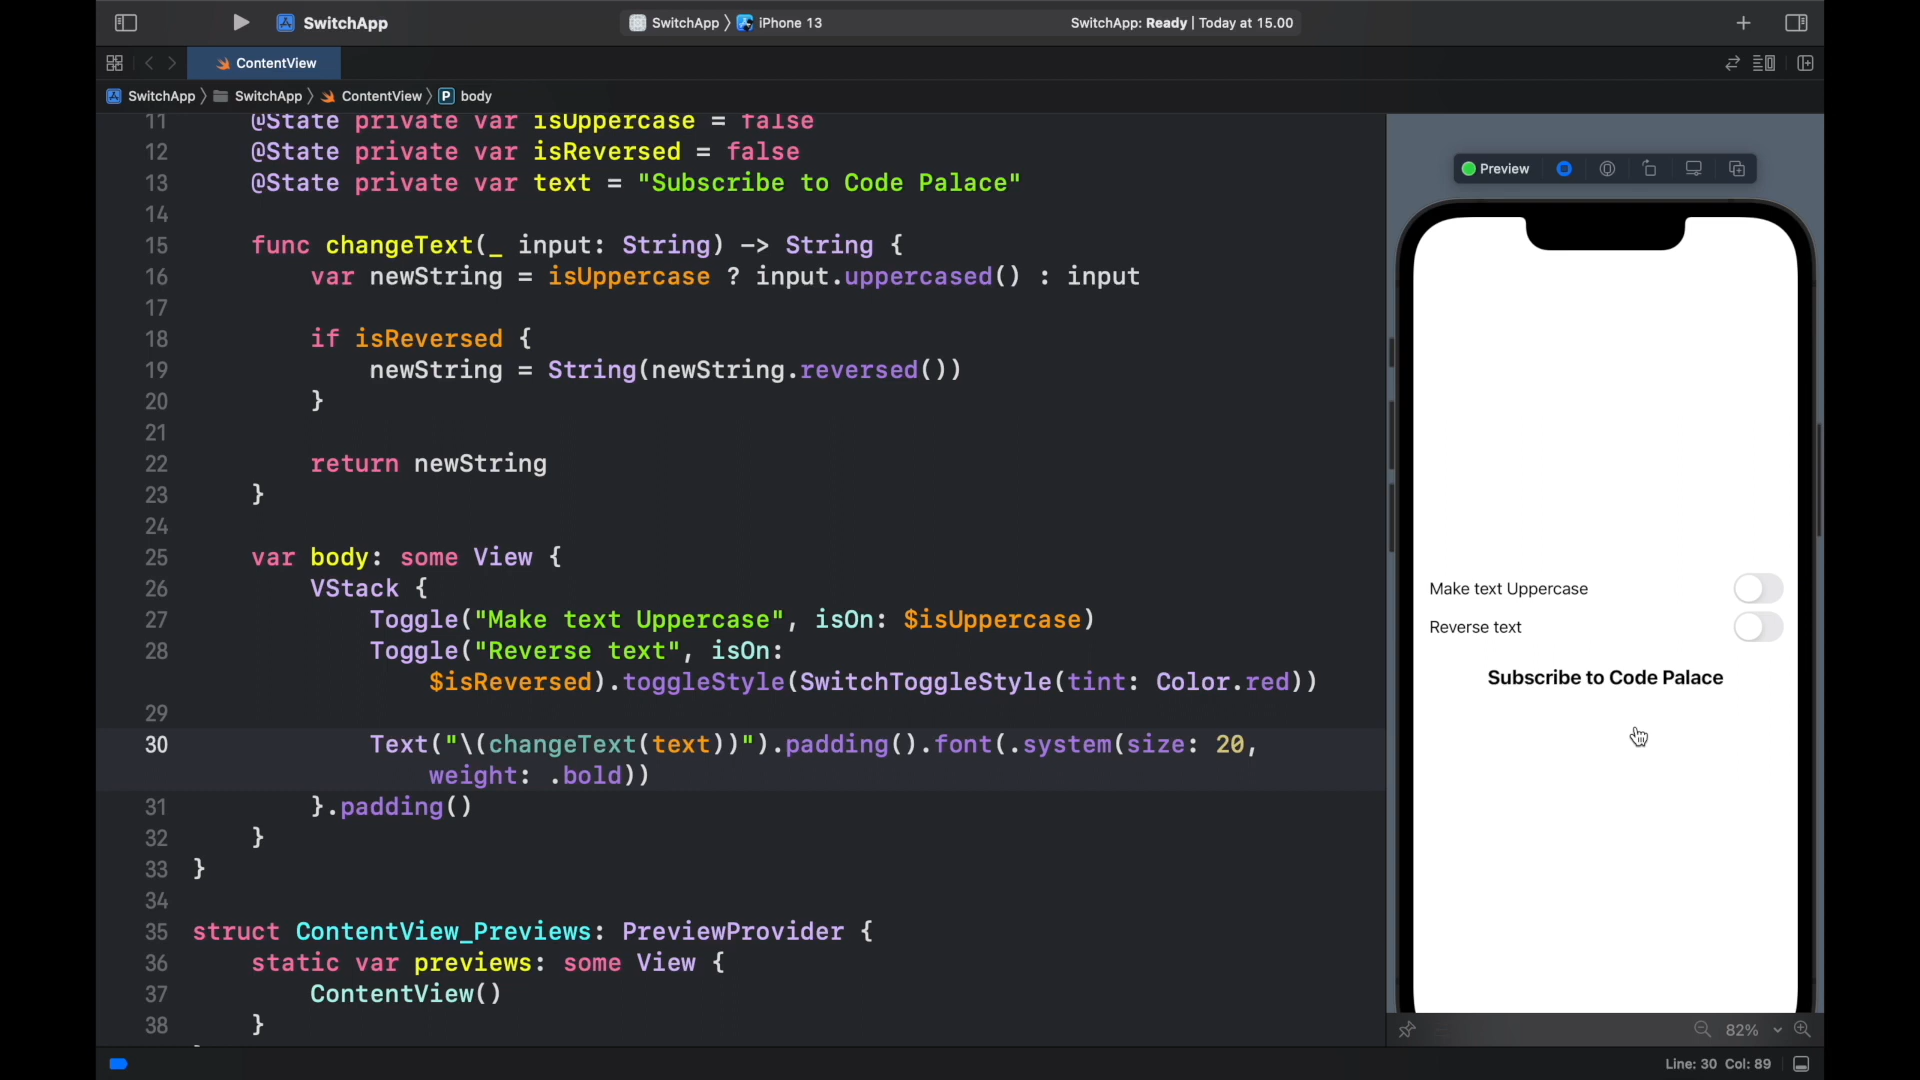 SwitchApp
SwitchApp 〉 iPhone 13
SwitchApp: Ready | Today at 15.00
ContentView
SwitchApp 〉 SwitchApp 〉 ContentView 〉 P body
11 @State private var isUppercase = false
12 @State private var isReversed = false
13 @State private var text = "Subscribe to Code Palace"
14
15 func changeText(_ input: String) -> String {
16 var newString = isUppercase ? input.uppercased() : input
17
18 if isReversed {
19 newString = String(newString.reversed())
20 }
21
22 return newString
23 }
24
25 var body: some View {
26 VStack {
27 Toggle("Make text Uppercase", isOn: $isUppercase)
28 Toggle("Reverse text", isOn:
$isReversed).toggleStyle(SwitchToggleStyle(tint: Color.red))
29
30 Text("\(changeText(text))").padding().font(.system(size: 20,
weight: .bold))
31 }.padding()
32 }
33 }
34
35 struct ContentView_Previews: PreviewProvider {
36 static var previews: some View {
37 ContentView()
38 }
Preview
Make text Uppercase
Reverse text
Subscribe to Code Palace
82%
Line: 30 Col: 89